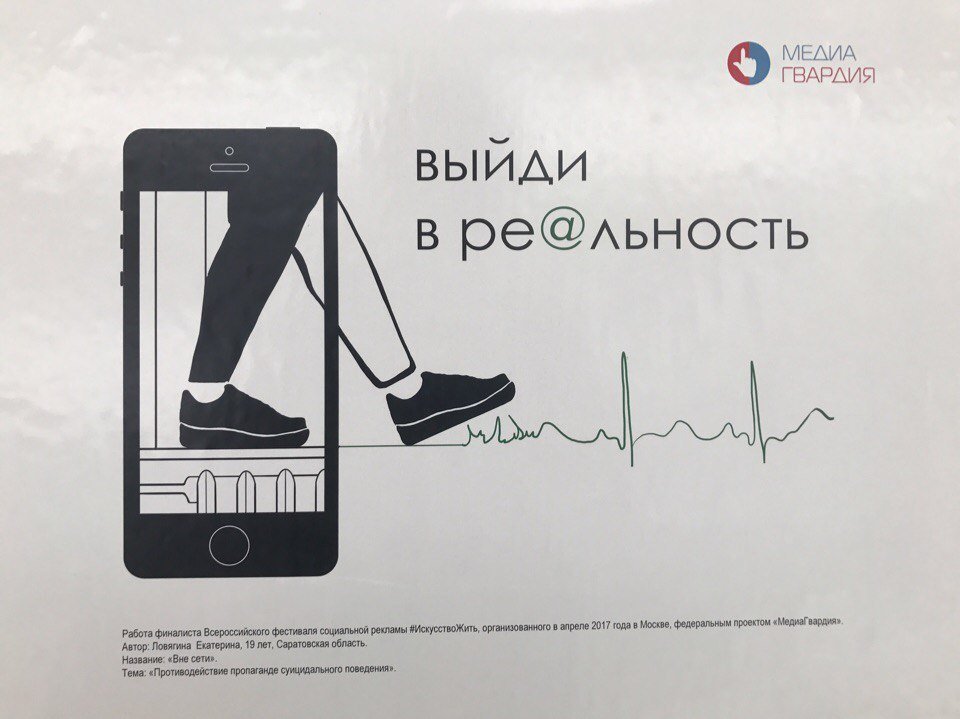 МЕДИА
ГВАРДИЯ
выйди
в ре@льность
Работа финалиста Всероссийского фестиваля социальной рекламы #ИскусствоЖить, организованного в апреле 2017 года в Москве, федеральным проектом «МедиаГвардия».
Автор: Ловягина Екатерина, 19 лет, Саратовская область.
Название: «Вне сети».
Тема: «Противодействие пропаганде суицидального поведения».